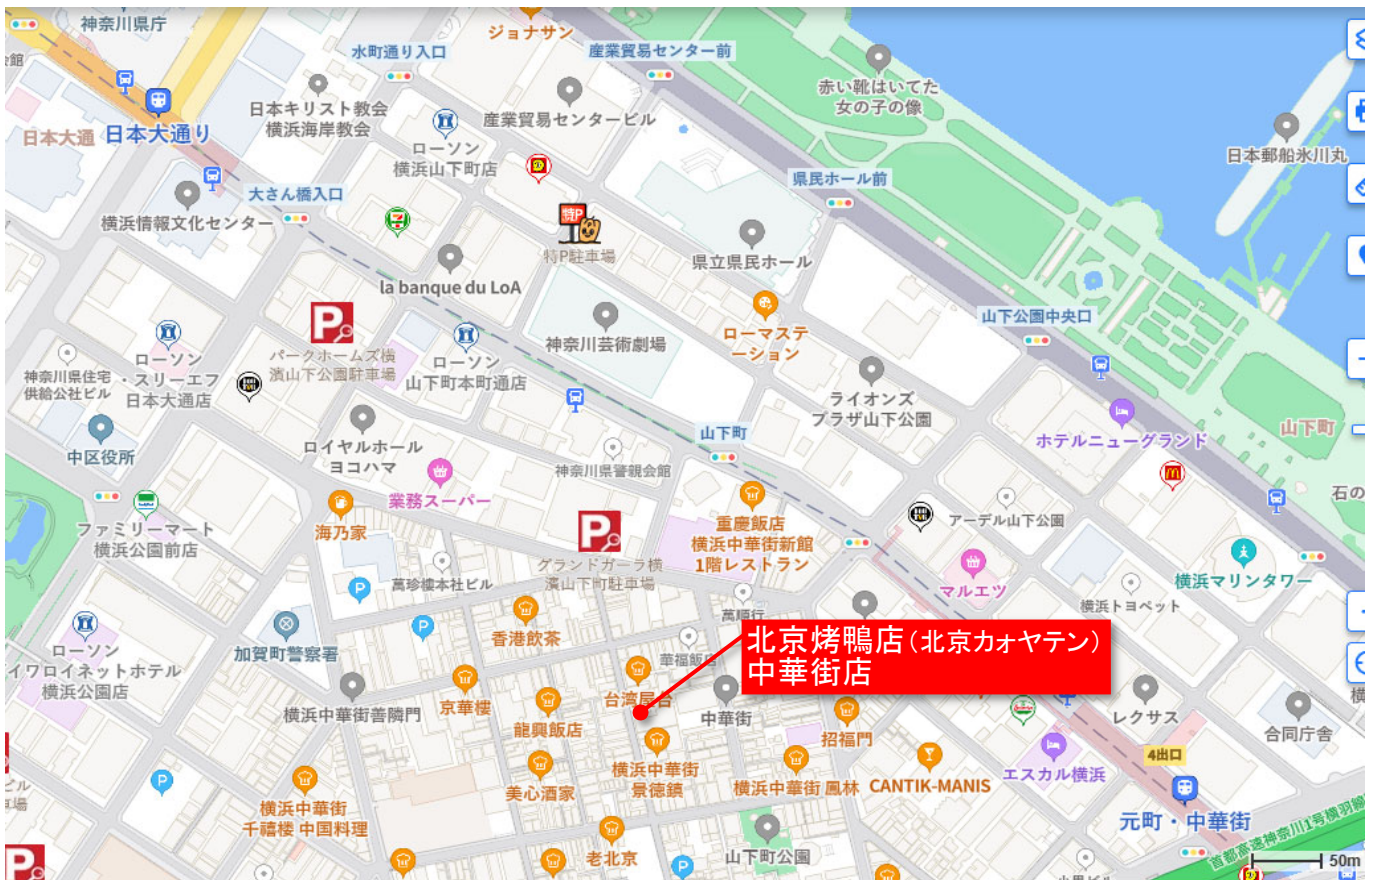 神奈川県庁
ジョナサン
水町通り入口
産業貿易センター前
赤い靴はいてた
女の子の像
日本キリスト教会
横浜海岸教会
産業貿易センタービル
日本大通
日本大通り
ローソン
横浜山下町店
日本郵船氷川丸
大さん橋入口
県民ホール前
横浜情報文化センター
特P
特P駐車場
県立県民ホール
la banque du LoA
山下公園中央口
ローマステ
ーション
神奈川芸術劇場
パークホームズ横
濱山下公園駐車場
ローソン
・スリーエフ
日本大通店
神奈川県住宅
供給公社ビル
ローソン
山下町本町通店
ライオンズ
プラザ山下公園
山下町
ホテルニューグランド
山下町
中区役所
ロイヤルホール
ヨコハマ
神奈川県警親会館
業務スーパー
石の
ファミリーマート
横浜公園前店
海乃家
重慶飯店
横浜中華街新館
1階レストラン
アーデル山下公園
グランドガーラ横
濱山下町駐車場
萬珍樓本社ビル
マルエツ
横浜マリンタワー
横浜トヨペット
萬順行
香港飲茶
加賀町警察署
ローソン
イワロイネットホテル
横浜公園店
華福飯店
北京烤鴨店(北京カォヤテン)
中華街店
台湾屋台
京華樓
横浜中華街善隣門
龍興飯店
中華街
招福門
レクサス
合同庁舎
4出口
横浜中華街
景徳鎮
エスカル横浜
美心酒家
横浜中華街 鳳林
CANTIK-MANIS
横浜中華街
千禧楼 中国料理
元町・中華街
老北京
山下町公園
首都高速神奈川1号横羽線
50m